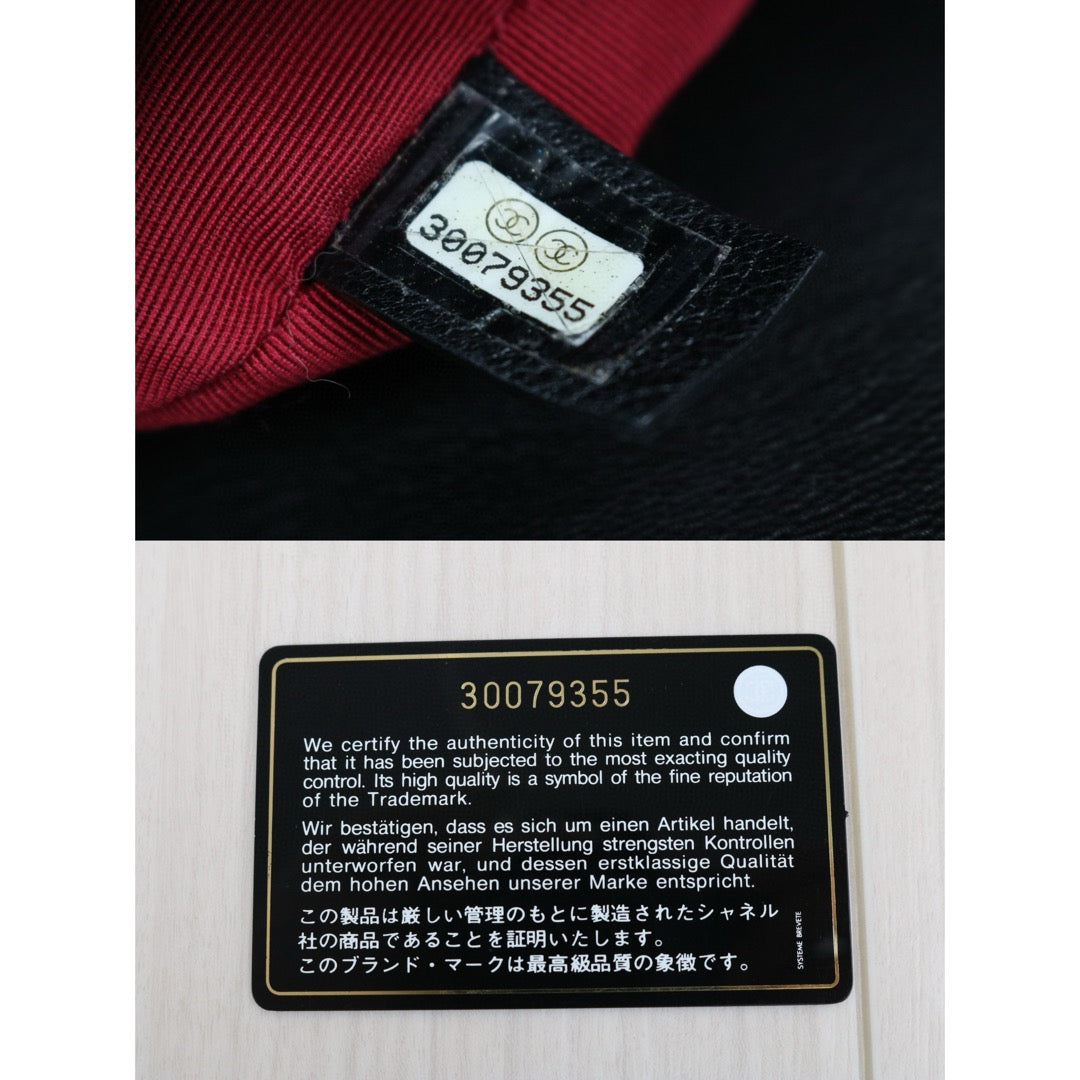 30079355
30079355
We certify the authenticity of this item and confirm
that it has been subjected to the most exacting quality
control. Its high quality is a symbol of the fine reputation
of the Trademark.
Wir bestätigen, dass es sich um einen Artikel handelt,
der während seiner Herstellung strengsten Kontrollen
unterworfen war, und dessen erstklassige Qualität
dem hohen Ansehen unserer Marke entspricht.
この製品は厳しい管理のもとに製造されたシャネル
社の商品であることを証明いたします。
このブランド・マークは最高級品質の象徴です。
SYSTEME BREVETE